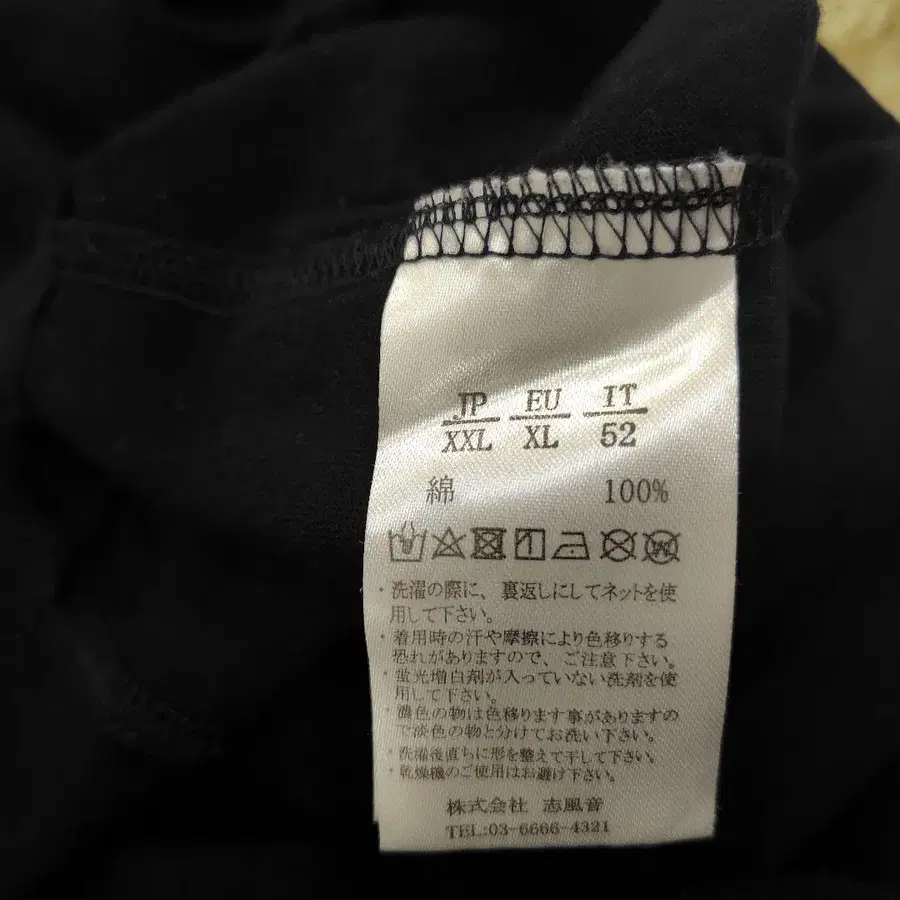 JP EU IT
XXL XL 52
綿 100%
・洗濯の際に、裏返しにしてネットを使
用して下さい。
・着用時の汗や摩擦により色移りする
恐れがありますので、ご注意下さい。
・蛍光増白剤が入っていない洗剤を使
用して下さい。
・濃色の物は色移ります事がありますの
で淡色の物と分けてお洗い下さい。
・洗濯後直ちに形を整えて干して下さい。
・乾燥機のご使用はお避け下さい。
株式会社 志風音
TEL:03-6666-4321